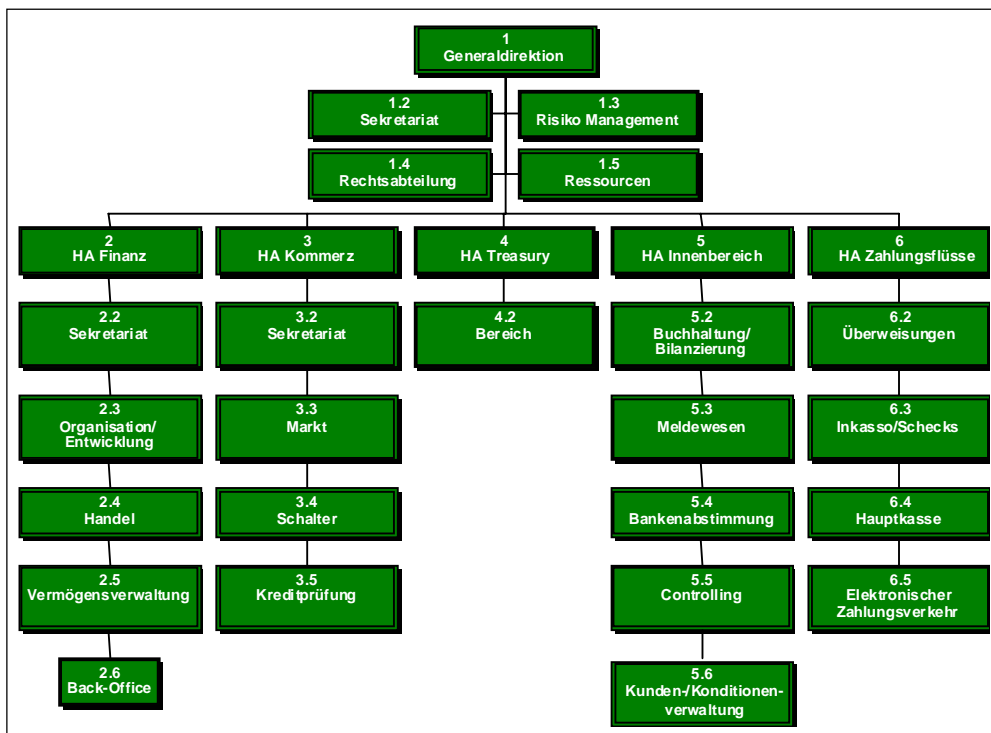 1
Generaldirektion
1.2
Sekretariat
1.3
Risiko Management
1.4
Rechtsabteilung
1.5
Ressourcen
2
HA Finanz
3
HA Kommerz
4
HA Treasury
5
HA Innenbereich
6
HA Zahlungsflüsse
2.2
Sekretariat
3.2
Sekretariat
4.2
Bereich
5.2
Buchhaltung/
Bilanzierung
6.2
Überweisungen
2.3
Organisation/
Entwicklung
3.3
Markt
5.3
Meldewesen
6.3
Inkasso/Schecks
2.4
Handel
3.4
Schalter
5.4
Bankenabstimmung
6.4
Hauptkasse
2.5
Vermögensverwaltung
3.5
Kreditprüfung
5.5
Controlling
6.5
Elektronischer
Zahlungsverkehr
2.6
Back-Office
5.6
Kunden-/Konditionen-
verwaltung